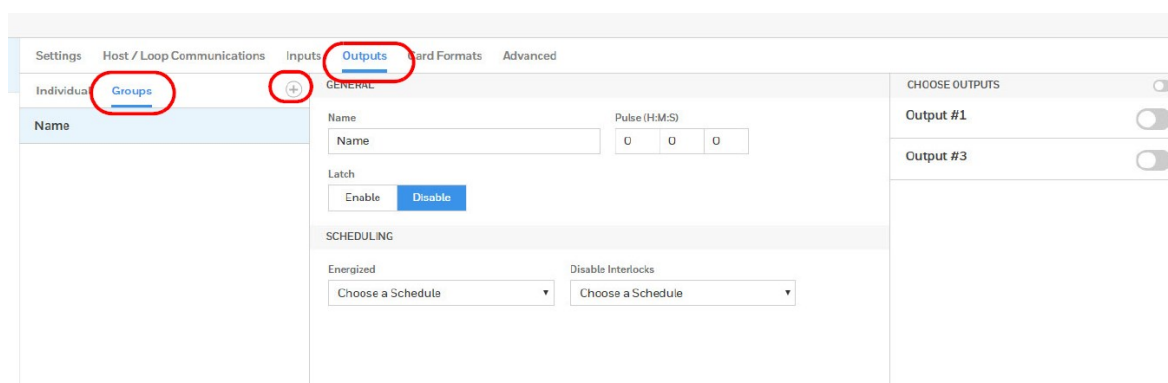 Settings Host / Loop Communications Inputs Outputs Card Formats Advanced
Individual Groups
Name
GENERAL
Name Pulse (H:M:S)
Name 0 0 0
Latch
Enable Disable
SCHEDULING
Energized Disable Interlocks
Choose a Schedule Choose a Schedule
CHOOSE OUTPUTS
Output #1
Output #3